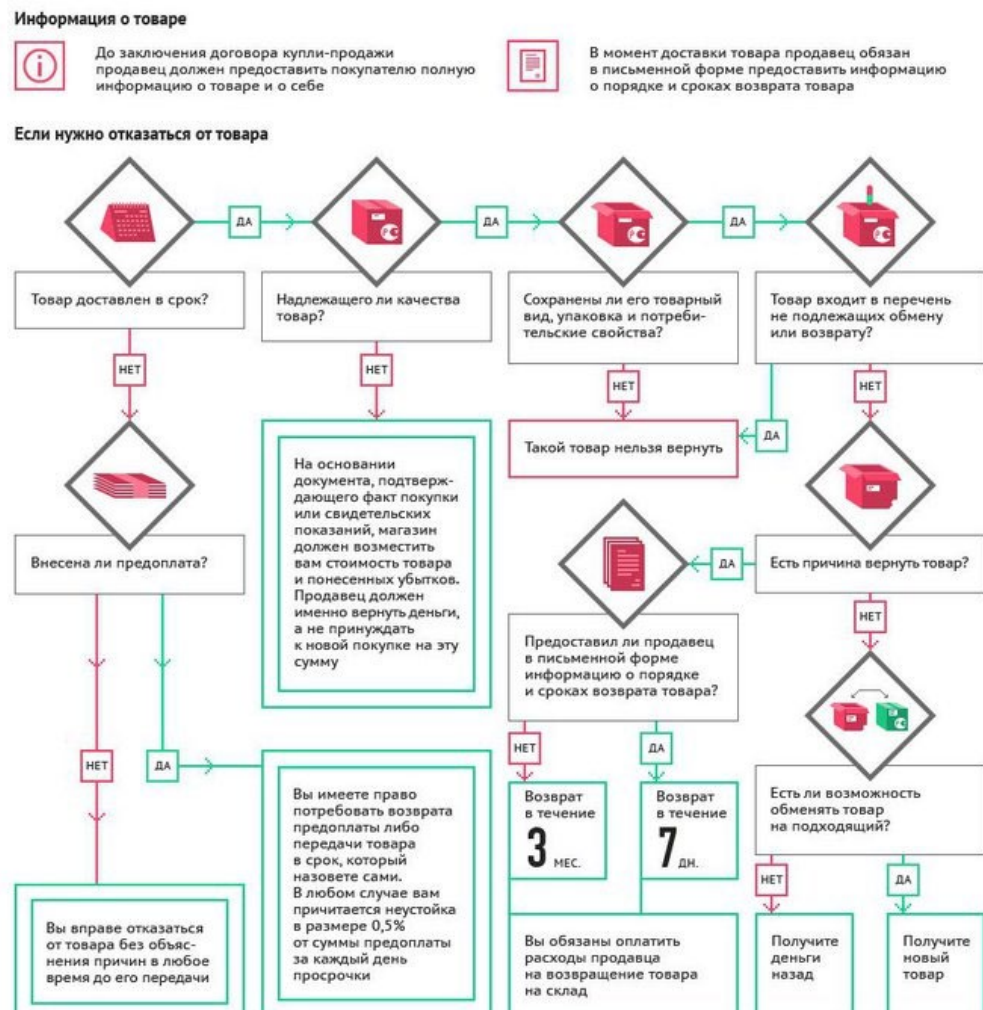 Информация о товаре
До заключения договора купли-продажи
продавец должен предоставить покупателю полную
информацию о товаре и о себе
В момент доставки товара продавец обязан
в письменной форме предоставить информацию
о порядке и сроках возврата товара
Если нужно отказаться от товара
ДА
ДА
ДА
Товар доставлен в срок?
Надлежащего ли качества
товар?
Сохранены ли его товарный
вид, упаковка и потреби-
тельские свойства?
Товар входит в перечень
не подлежащих обмену
или возврату?
НЕТ
НЕТ
НЕТ
НЕТ
ДА
Такой товар нельзя вернуть
На основании
документа, подтверж-
дающего факт покупки
или свидетельских
показаний, магазин
должен возместить
вам стоимость товара
и понесенных убытков.
Продавец должен
именно вернуть деньги,
а не принуждать
к новой покупке на эту
сумму
Внесена ли предоплата?
ДА
Есть причина вернуть товар?
НЕТ
Предоставил ли продавец
в письменной форме
информацию о порядке
и сроках возврата товара?
НЕТ
ДА
НЕТ
ДА
Возврат
в течение
3 МЕС.
Возврат
в течение
7 ДН.
Есть ли возможность
обменять товар
на подходящий?
НЕТ
ДА
Вы имеете право
потребовать возврата
предоплаты либо
передачи товара
в срок, который
назовете сами.
В любом случае вам
причитается неустойка
в размере 0,5%
от суммы предоплаты
за каждый день
просрочки
Вы вправе отказаться
от товара без объяс-
нения причин в любое
время до его передачи
Вы обязаны оплатить
расходы продавца
на возвращение товара
на склад
Получите
деньги
назад
Получите
новый
товар